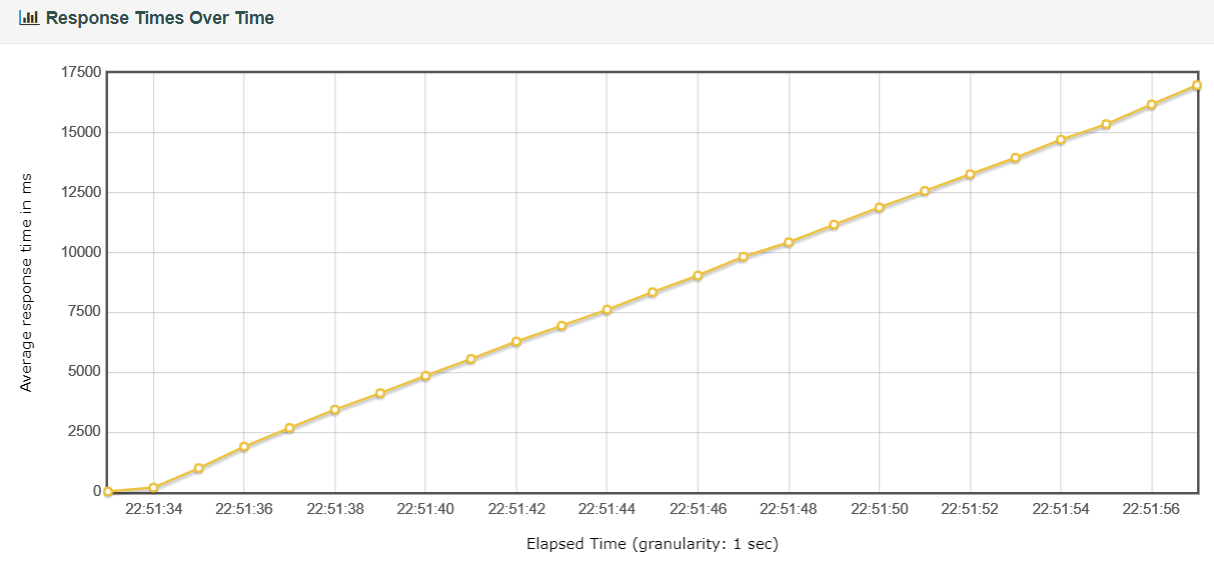 Response Times Over Time
Average response time in ms
17500
15000
12500
10000
7500
5000
2500
0
22:51:34 22:51:36 22:51:38 22:51:40 22:51:42 22:51:44 22:51:46 22:51:48 22:51:50 22:51:52 22:51:54 22:51:56
Elapsed Time (granularity: 1 sec)